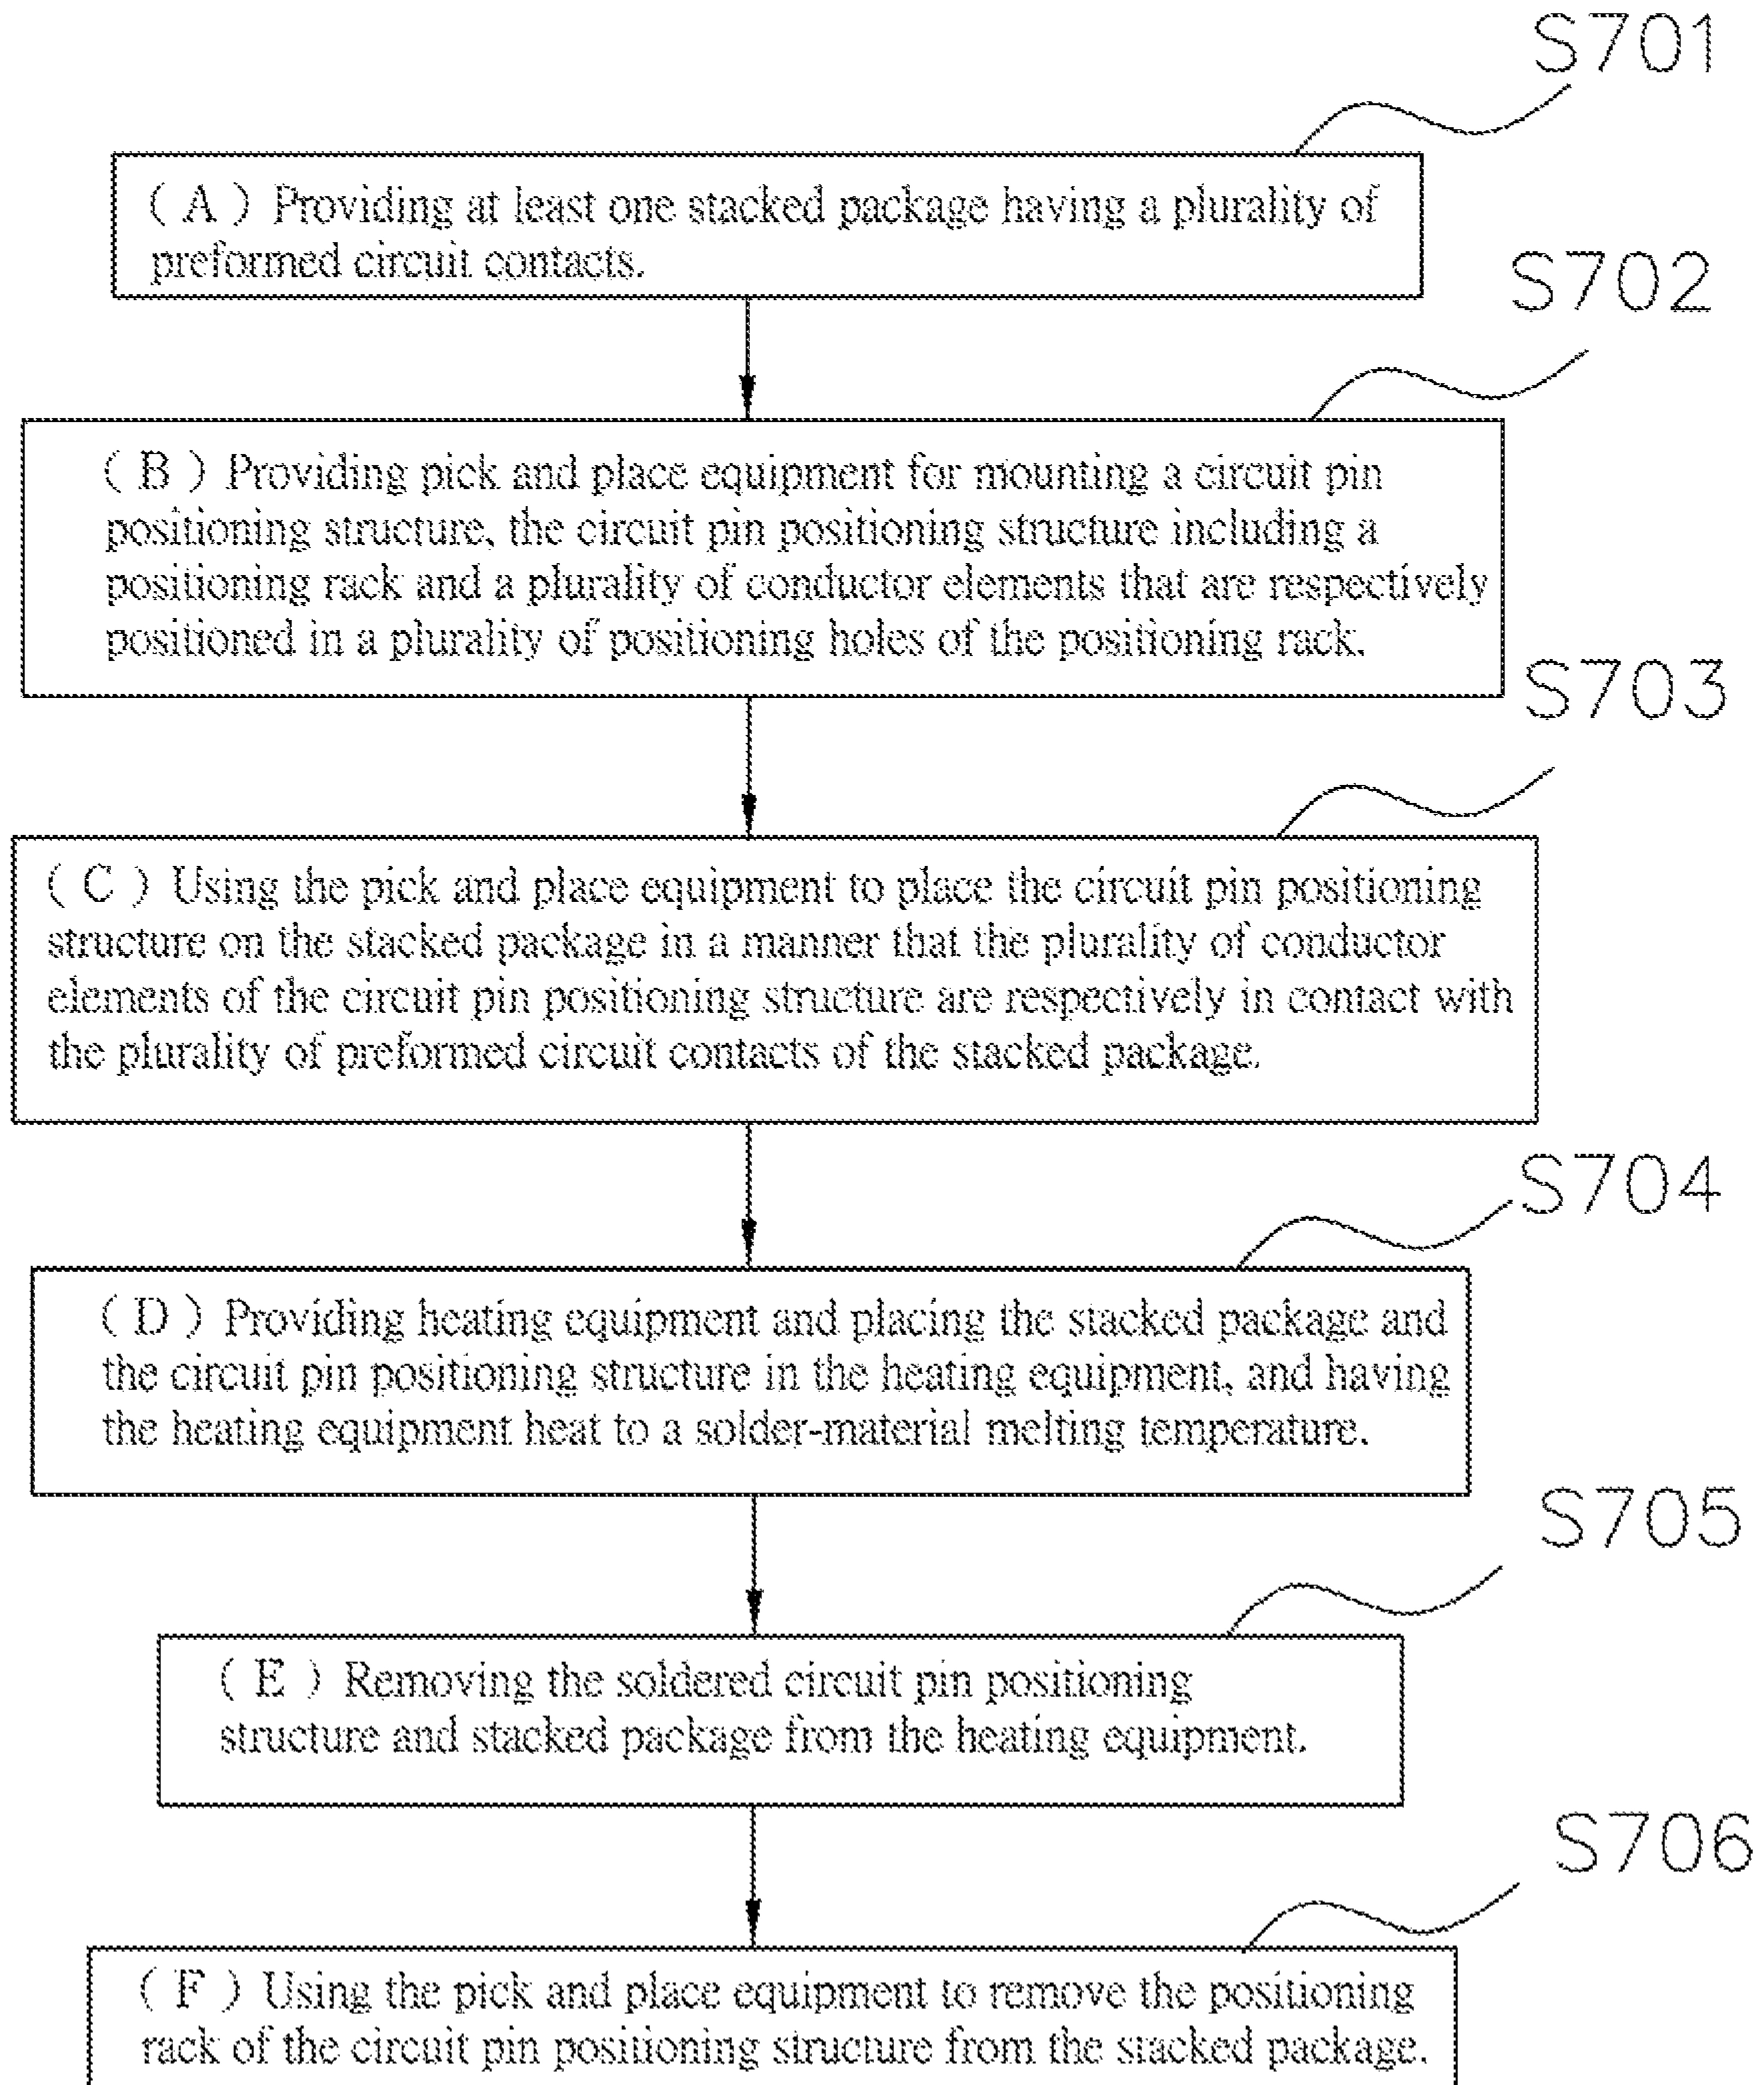 S701
( A ) Providing at least one stacked package having a plurality of
preformed circuit contacts.
S702
( B ) Providing pick and place equipment for mounting a circuit pin
positioning structure, the circuit pin positioning structure including a
positioning rack and a plurality of conductor elements that are respectively
positioned in a plurality of positioning holes of the positioning rack.
S703
( C ) Using the pick and place equipment to place the circuit pin positioning
structure on the stacked package in a manner that the plurality of conductor
elements of the circuit pin positioning structure are respectively in contact with
the plurality of preformed circuit contacts of the stacked package.
S704
( D ) Providing heating equipment and placing the stacked package and
the circuit pin positioning structure in the heating equipment, and having
the heating equipment heat to a solder-material melting temperature.
S705
( E ) Removing the soldered circuit pin positioning
structure and stacked package from the heating equipment.
S706
( F ) Using the pick and place equipment to remove the positioning
rack of the circuit pin positioning structure from the stacked package.